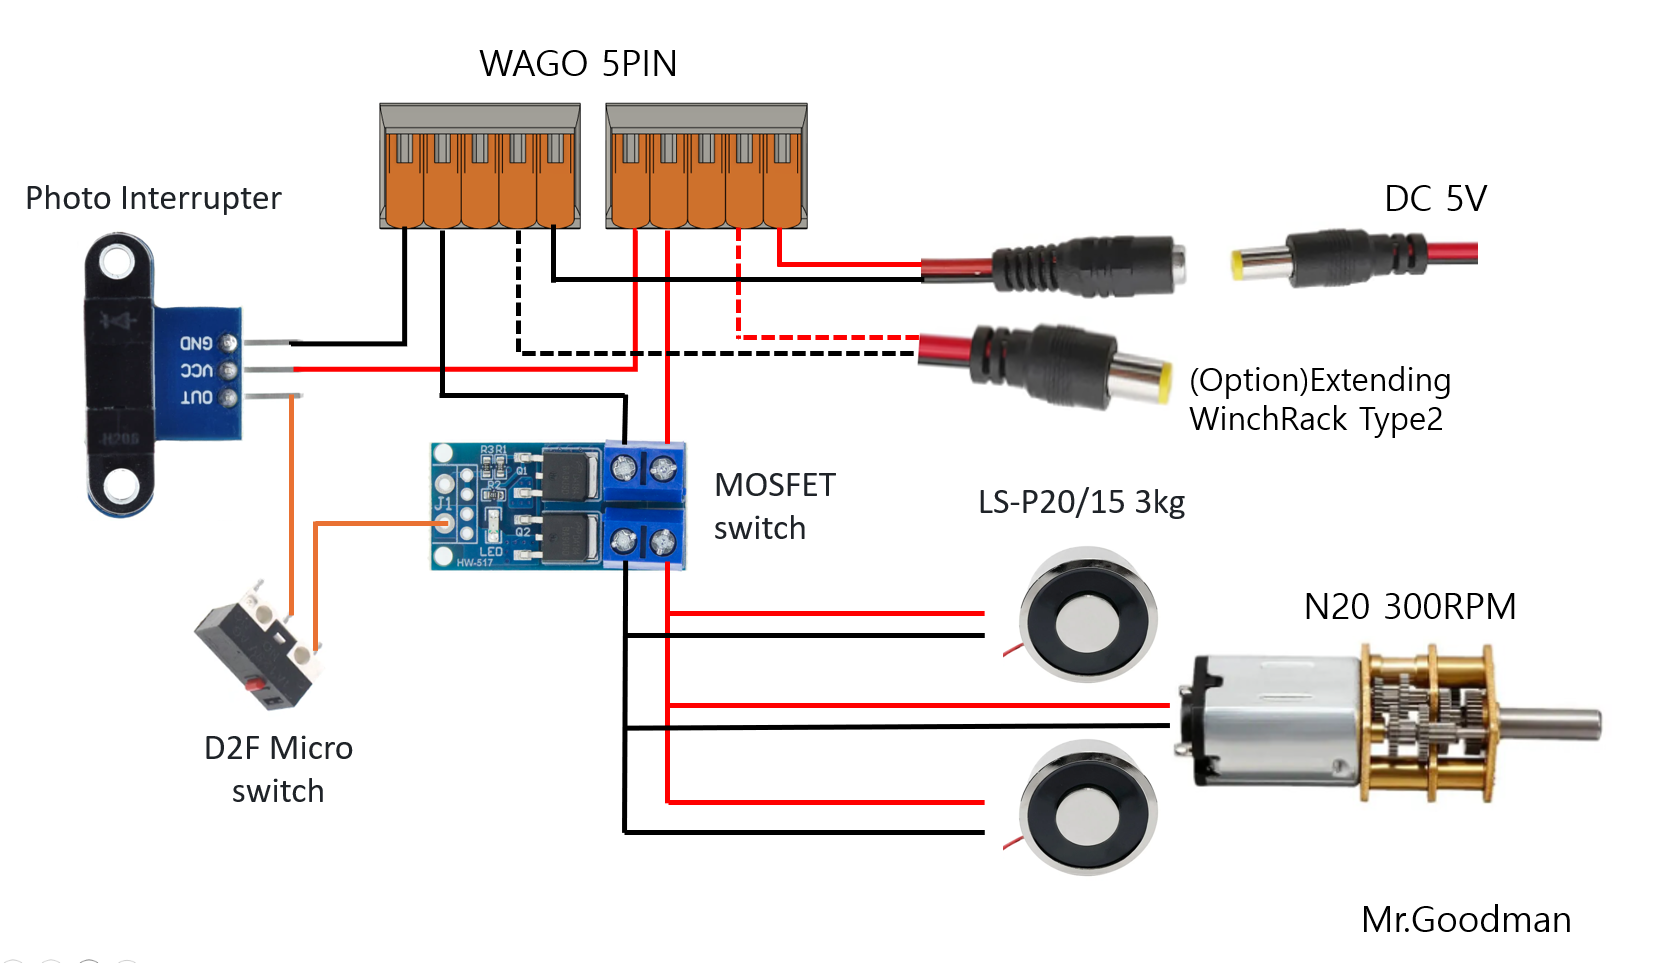 WAGO 5PIN
Photo Interrupter
DC 5V
GND
VCC
OUT
(Option)Extending
WinchRack Type2
H206
R3 R1
Q1
R2
J1
Q2
LED
HW-517
MOSFET
switch
LS-P20/15 3kg
N20 300RPM
D2F Micro
switch
Mr.Goodman